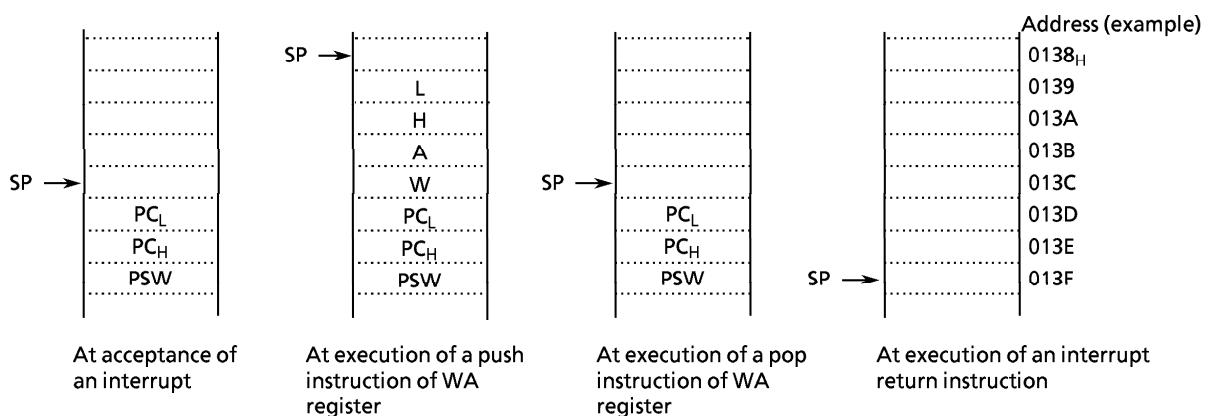 Address (example)
SP
0138H
L
0139
H
013A
A
013B
SP
W
SP
013C
PCL
PCL
PCL
013D
PCH
PCH
PCH
013E
PSW
PSW
PSW
SP
013F
At acceptance of
an interrupt
At execution of a push
instruction of WA
register
At execution of a pop
instruction of WA
register
At execution of an interrupt
return instruction